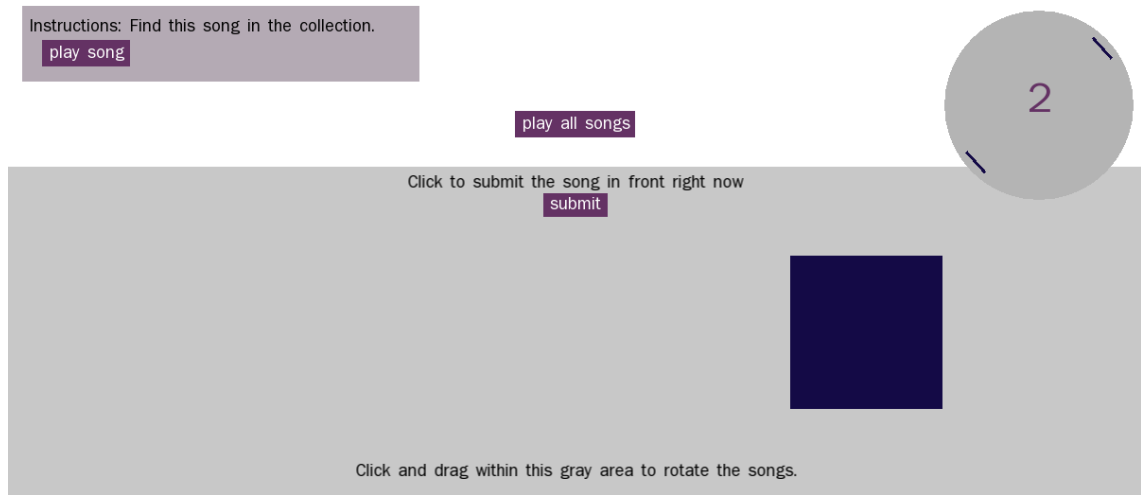 Instructions: Find this song in the collection.
play song
2
play all songs
Click to submit the song in front right now
submit
Click and drag within this gray area to rotate the songs.